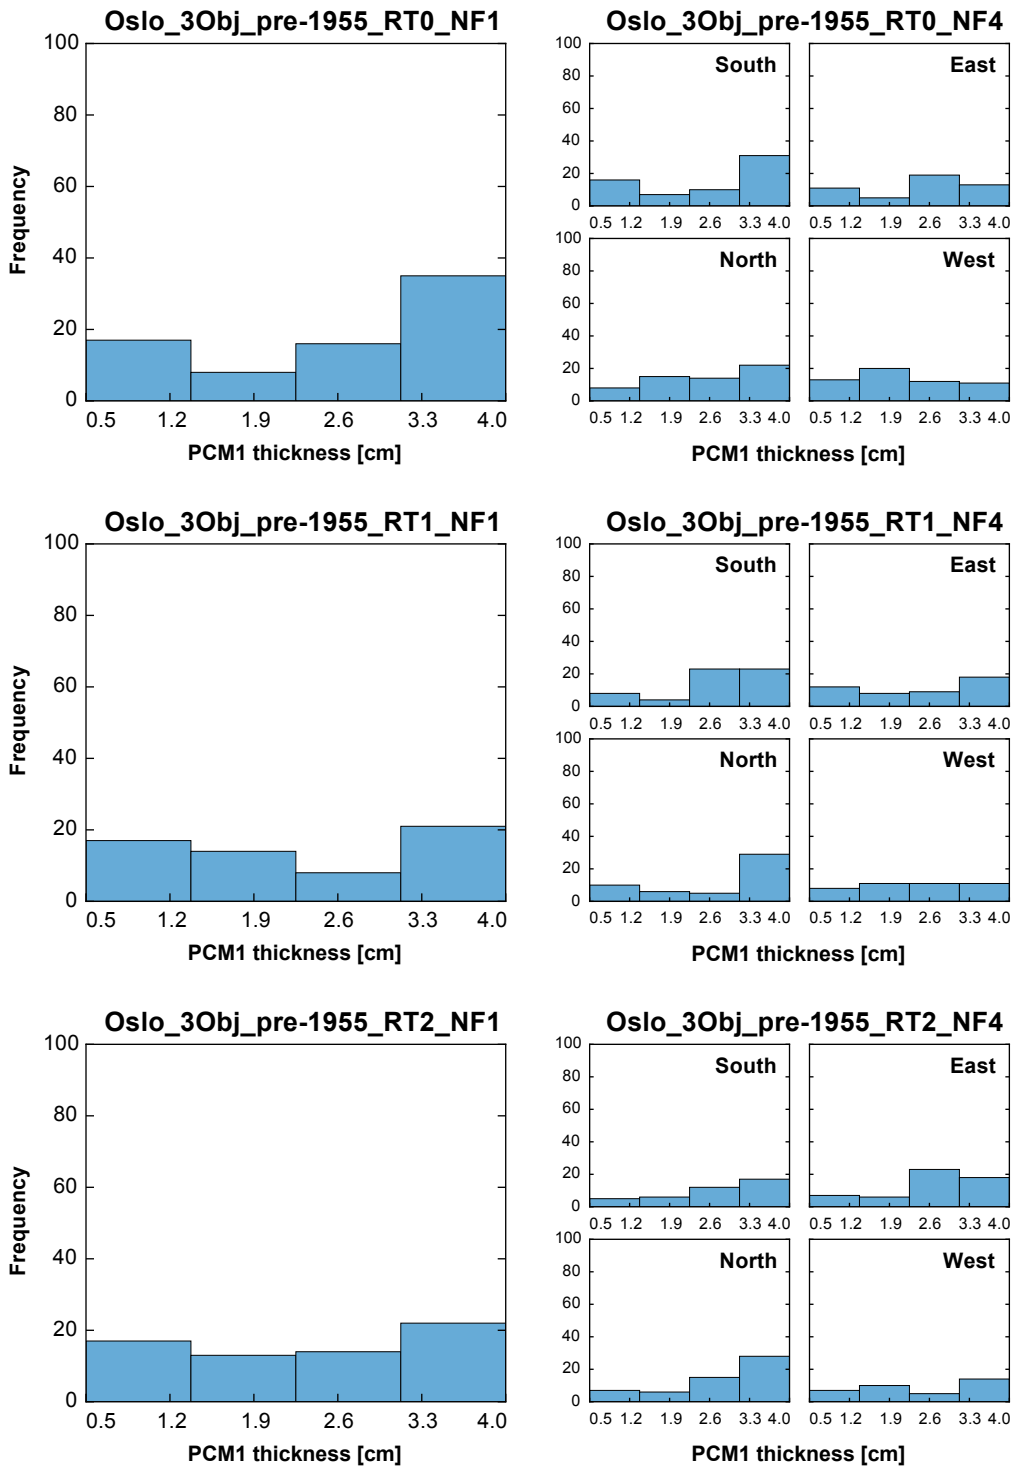 Oslo_3Obj_pre-1955_RT0_NF1
100
80
60
40
20
0
Frequency
0.5 1.2 1.9 2.6 3.3 4.0
PCM1 thickness [cm]
Oslo_3Obj_pre-1955_RT0_NF4
South
100
80
60
40
20
0
0.5 1.2 1.9 2.6 3.3 4.0
East
0.5 1.2 1.9 2.6 3.3 4.0
North
100
80
60
40
20
0
0.5 1.2 1.9 2.6 3.3 4.0
West
0.5 1.2 1.9 2.6 3.3 4.0
PCM1 thickness [cm]
Oslo_3Obj_pre-1955_RT1_NF1
100
80
60
40
20
0
Frequency
0.5 1.2 1.9 2.6 3.3 4.0
PCM1 thickness [cm]
Oslo_3Obj_pre-1955_RT1_NF4
South
100
80
60
40
20
0
0.5 1.2 1.9 2.6 3.3 4.0
East
0.5 1.2 1.9 2.6 3.3 4.0
North
100
80
60
40
20
0
0.5 1.2 1.9 2.6 3.3 4.0
West
0.5 1.2 1.9 2.6 3.3 4.0
PCM1 thickness [cm]
Oslo_3Obj_pre-1955_RT2_NF1
100
80
60
40
20
0
Frequency
0.5 1.2 1.9 2.6 3.3 4.0
PCM1 thickness [cm]
Oslo_3Obj_pre-1955_RT2_NF4
South
100
80
60
40
20
0
0.5 1.2 1.9 2.6 3.3 4.0
East
0.5 1.2 1.9 2.6 3.3 4.0
North
100
80
60
40
20
0
0.5 1.2 1.9 2.6 3.3 4.0
West
0.5 1.2 1.9 2.6 3.3 4.0
PCM1 thickness [cm]